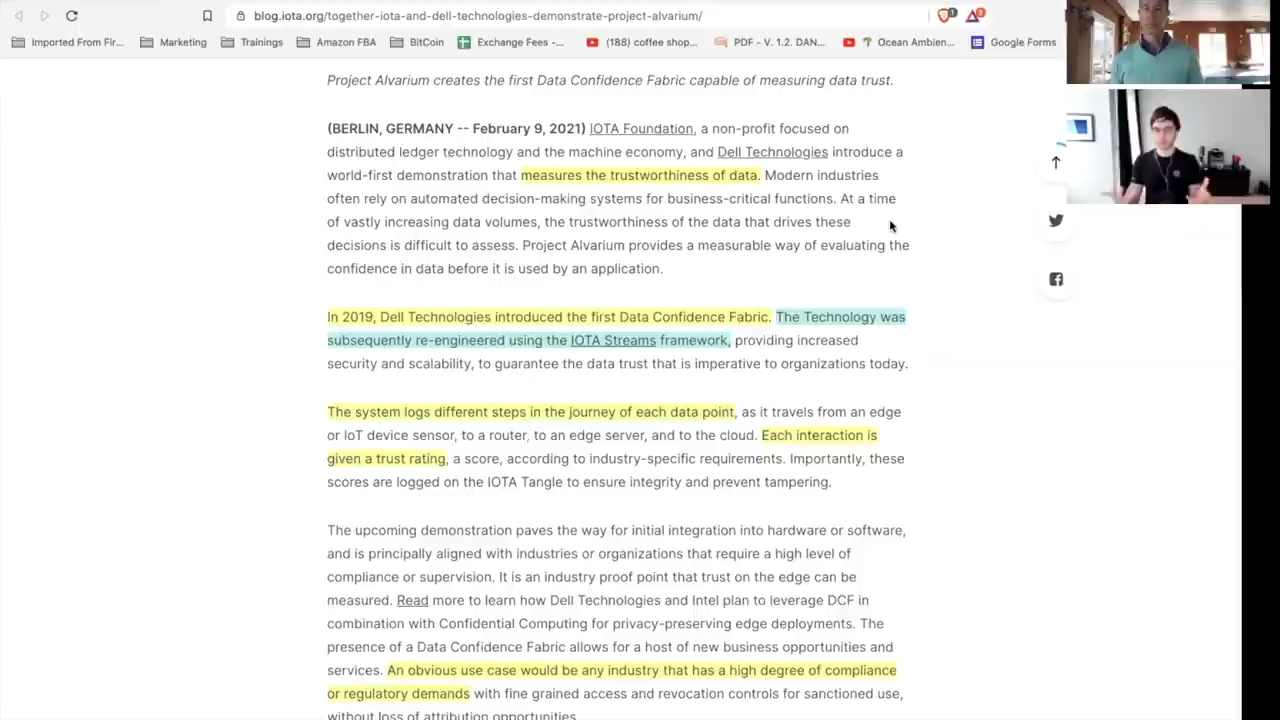 blog.iota.org/together-iota-and-dell-technologies-demonstrate-project-alvarium/
1
3
Imported From Fir...
Marketing
Trainings
Amazon FBA
BitCoin
Exchange Fees -...
(188) coffee shop...
PDF - V. 1.2. DAN...
Ocean Ambien...
Google Forms
Project Alvarium creates the first Data Confidence Fabric capable of measuring data trust.
(BERLIN, GERMANY -- February 9, 2021) IOTA Foundation, a non-profit focused on
distributed ledger technology and the machine economy, and Dell Technologies introduce a
world-first demonstration that measures the trustworthiness of data. Modern industries
often rely on automated decision-making systems for business-critical functions. At a time
of vastly increasing data volumes, the trustworthiness of the data that drives these
decisions is difficult to assess. Project Alvarium provides a measurable way of evaluating the
confidence in data before it is used by an application.
In 2019, Dell Technologies introduced the first Data Confidence Fabric. The Technology was
subsequently re-engineered using the IOTA Streams framework, providing increased
security and scalability, to guarantee the data trust that is imperative to organizations today.
The system logs different steps in the journey of each data point, as it travels from an edge
or IoT device sensor, to a router, to an edge server, and to the cloud. Each interaction is
given a trust rating, a score, according to industry-specific requirements. Importantly, these
scores are logged on the IOTA Tangle to ensure integrity and prevent tampering.
The upcoming demonstration paves the way for initial integration into hardware or software,
and is principally aligned with industries or organizations that require a high level of
compliance or supervision. It is an industry proof point that trust on the edge can be
measured. Read more to learn how Dell Technologies and Intel plan to leverage DCF in
combination with Confidential Computing for privacy-preserving edge deployments. The
presence of a Data Confidence Fabric allows for a host of new business opportunities and
services. An obvious use case would be any industry that has a high degree of compliance
or regulatory demands with fine grained access and revocation controls for sanctioned use,
without loss of attribution opportunities.